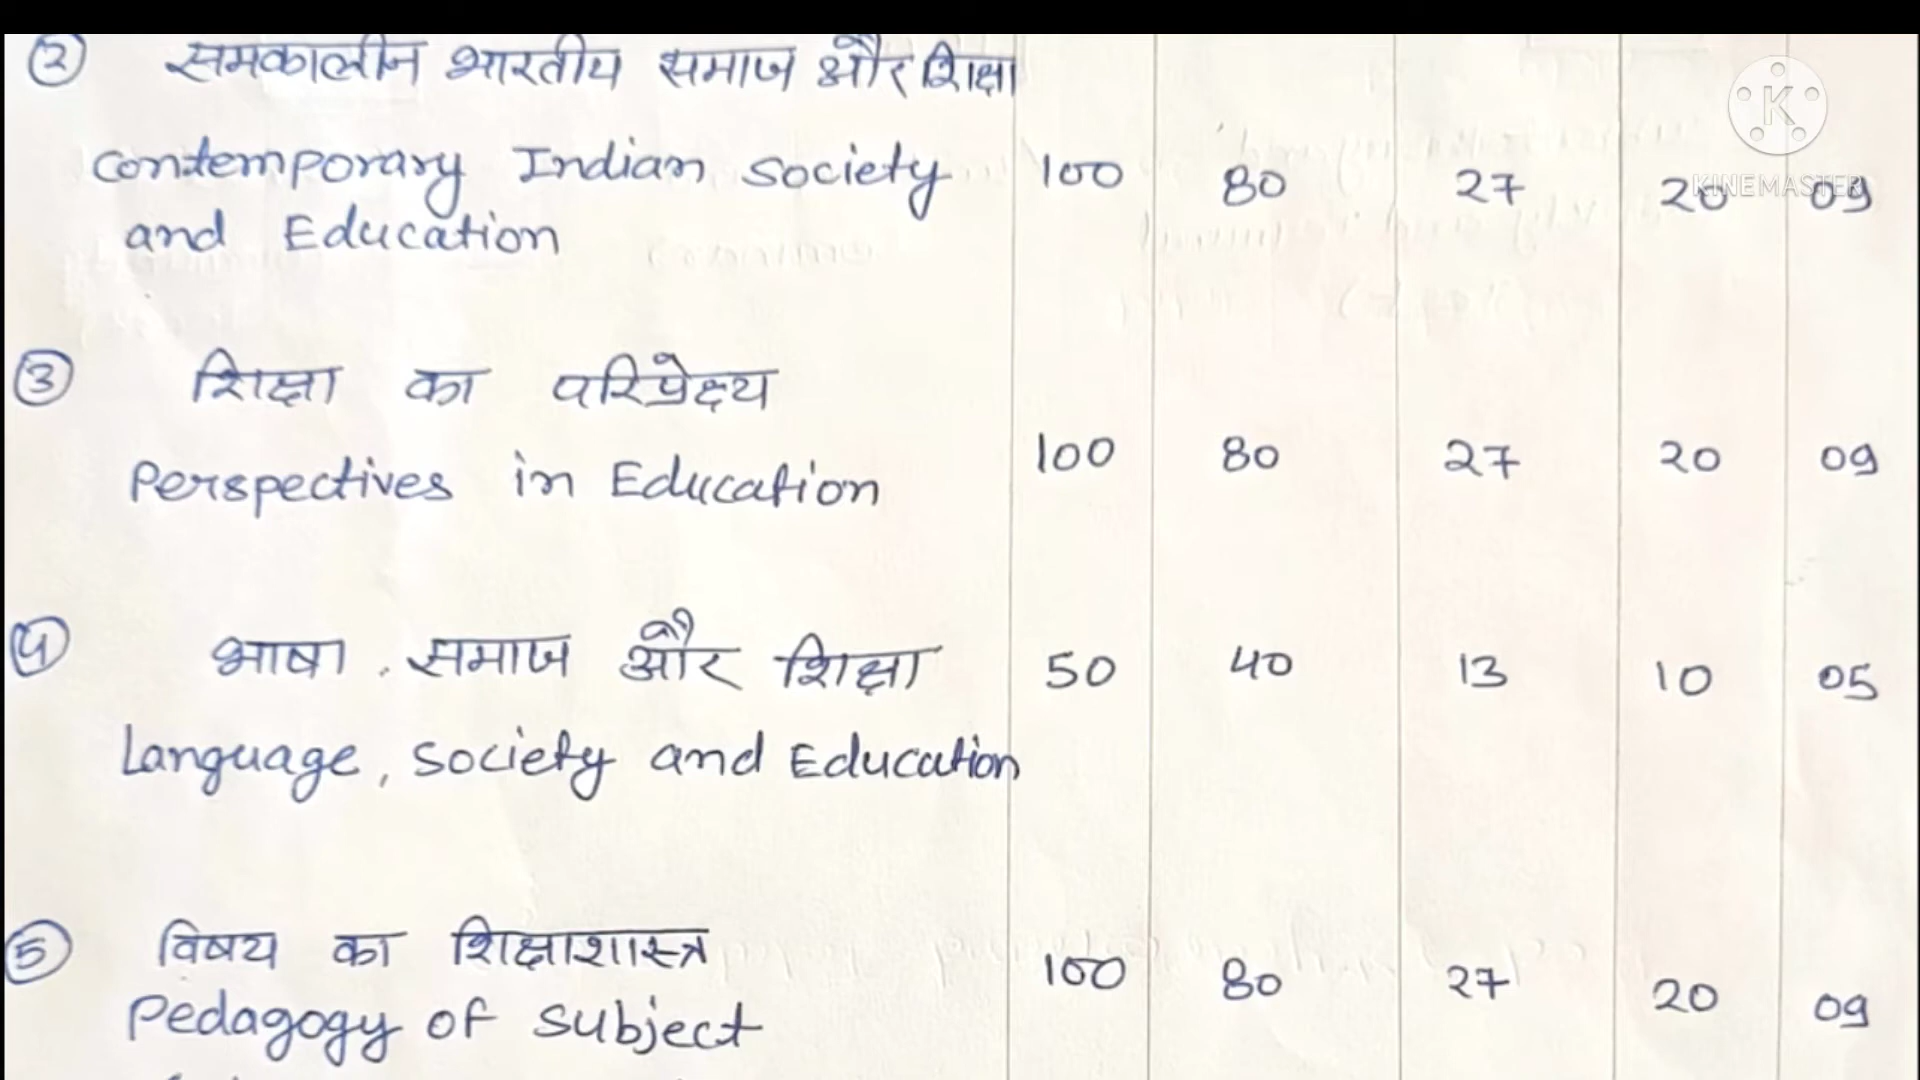 ② समकालीन भारतीय समाज और शिक्षा
Contemporary Indian Society 100 80 27 20 09
and Education
③ शिक्षा का परिप्रेक्ष्य
Perspectives in Education 100 80 27 20 09
④ भाषा, समाज और शिक्षा 50 40 13 10 05
Language, Society and Education
⑤ विषय का शिक्षाशास्त्र 100 80 27 20 09
Pedagogy of Subject
K
KINEMASTER